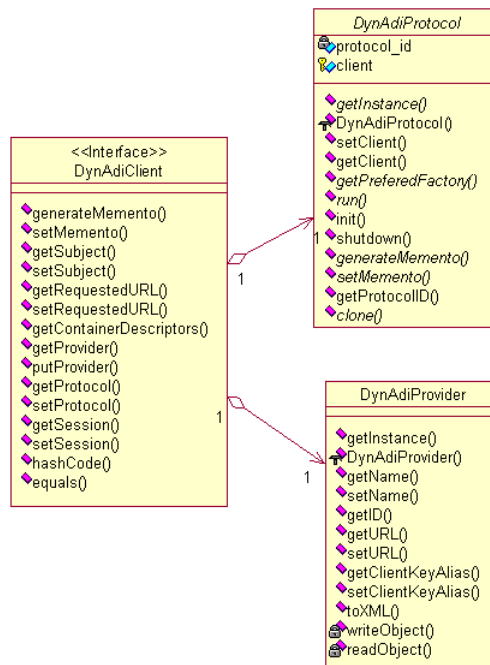 DynAdiProtocol
protocol_id
client
getInstance()
DynAdiProtocol()
setClient()
getClient()
getPreferedFactory()
run()
init()
shutdown()
generateMemento()
setMemento()
getProtocolID()
clone()
<<Interface>>
DynAdiClient
generateMemento()
setMemento()
getSubject()
setSubject()
getRequestedURL()
setRequestedURL()
getContainerDescriptors()
getProvider()
putProvider()
getProtocol()
setProtocol()
getSession()
setSession()
hashCode()
equals()
1
1
1
1
DynAdiProvider
getInstance()
DynAdiProvider()
getName()
setName()
getID()
getURL()
setURL()
getClientKeyAlias()
setClientKeyAlias()
toXML()
writeObject()
readObject()